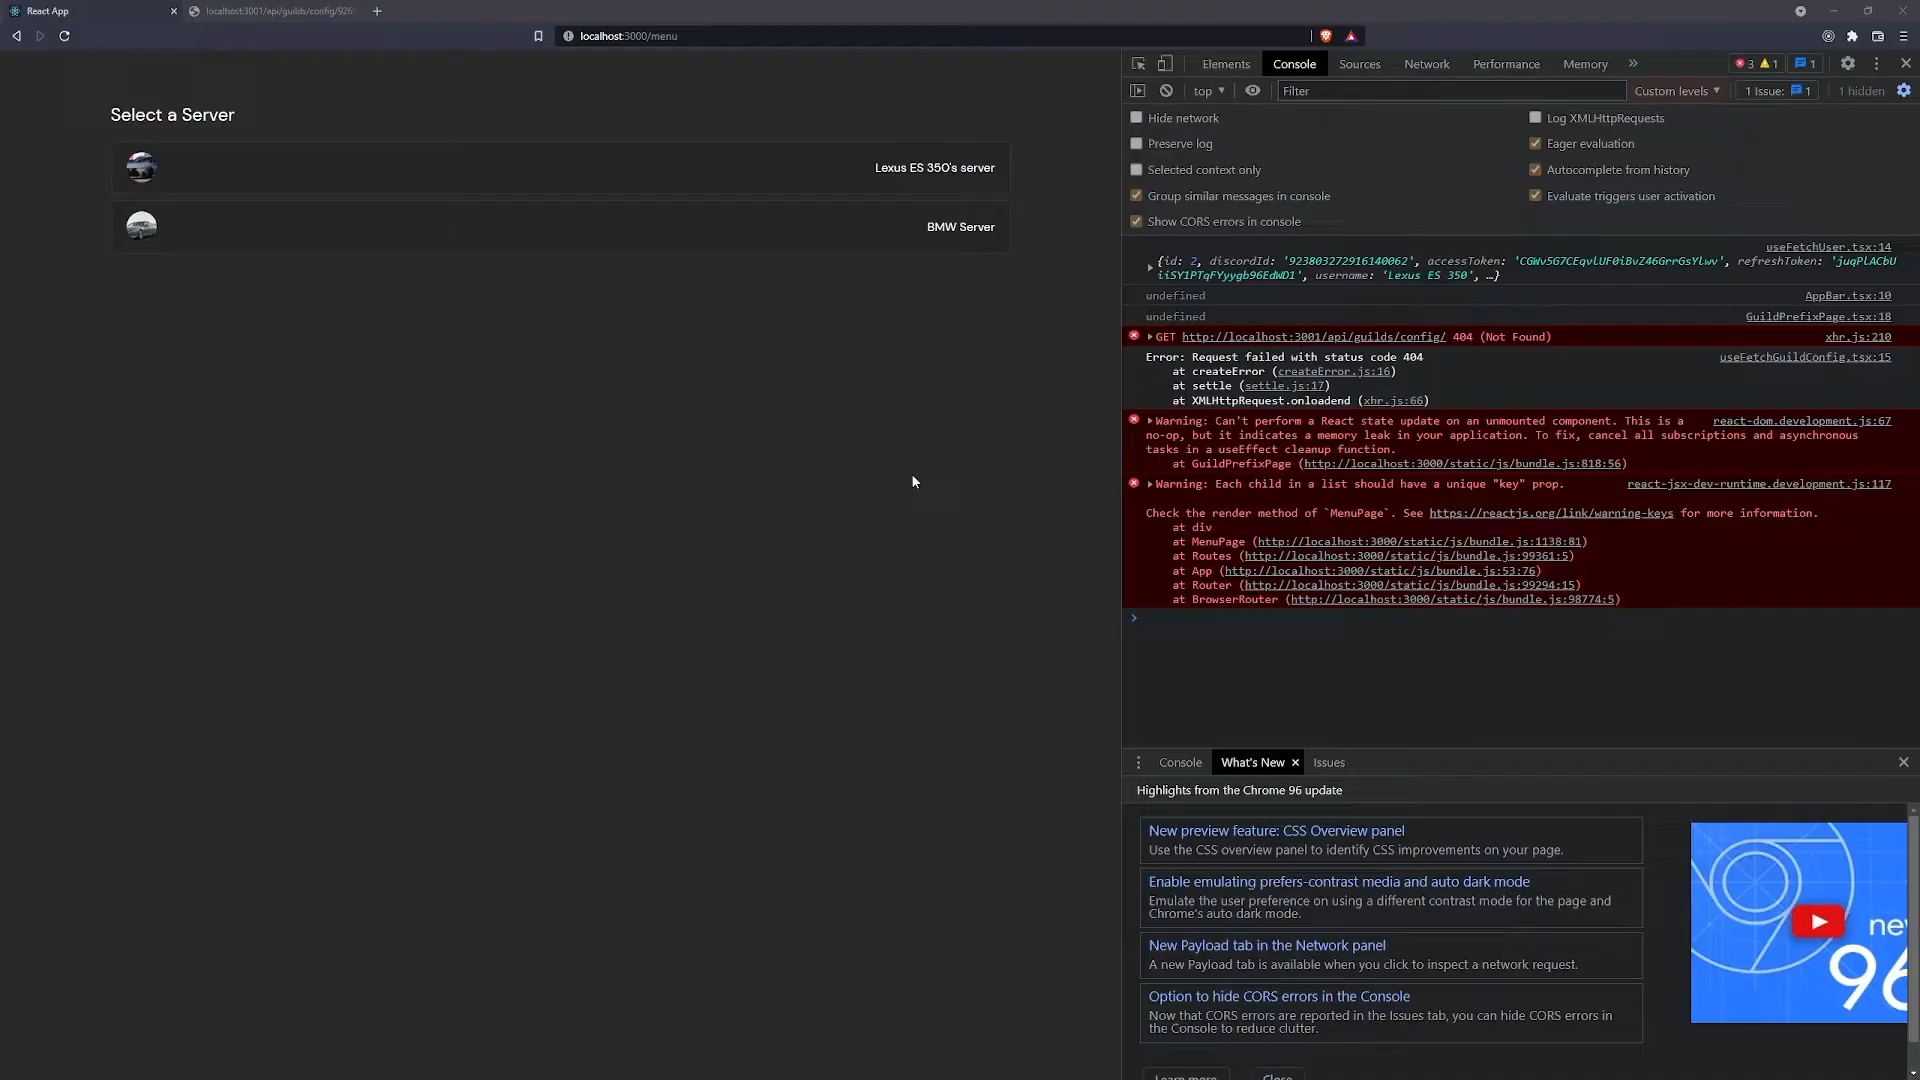 React App
localhost:3001/api/guilds/config/926
localhost:3000/menu
Elements
Console
Sources
Network
Performance
Memory
3
1
1
top
Filter
Custom levels
1 Issue:
1
1 hidden
Hide network
Log XMLHttpRequests
Preserve log
Eager evaluation
Selected context only
Autocomplete from history
Group similar messages in console
Evaluate triggers user activation
Show CORS errors in console
Select a Server
Lexus ES 350's server
BMW Server
useFetchUser.tsx:14
{id: 2, discordId: '923803272916140062', accessToken: 'CGWv5G7CEqvlUF0iBvZ46GrrGsYlwv', refreshToken: 'juqPlACbU
iiSY1PTqFYyygb96EdWD1', username: 'Lexus ES 350', …}
undefined
AppBar.tsx:10
undefined
GuildPrefixPage.tsx:18
GET http://localhost:3001/api/guilds/config/ 404 (Not Found)
xhr.js:210
Error: Request failed with status code 404
useFetchGuildConfig.tsx:15
at createError (createError.js:16)
at settle (settle.js:17)
at XMLHttpRequest.onloadend (xhr.js:66)
Warning: Can't perform a React state update on an unmounted component. This is a
react-dom.development.js:67
no-op, but it indicates a memory leak in your application. To fix, cancel all subscriptions and asynchronous
tasks in a useEffect cleanup function.
at GuildPrefixPage (http://localhost:3000/static/js/bundle.js:818:56)
Warning: Each child in a list should have a unique "key" prop.
react-jsx-dev-runtime.development.js:117
Check the render method of `MenuPage`. See https://reactjs.org/link/warning-keys for more information.
at div
at MenuPage (http://localhost:3000/static/js/bundle.js:1138:81)
at Routes (http://localhost:3000/static/js/bundle.js:99361:5)
at App (http://localhost:3000/static/js/bundle.js:53:76)
at Router (http://localhost:3000/static/js/bundle.js:99294:15)
at BrowserRouter (http://localhost:3000/static/js/bundle.js:98774:5)
Console
What's New
Issues
Highlights from the Chrome 96 update
New preview feature: CSS Overview panel
Use the CSS overview panel to identify CSS improvements on your page.
Enable emulating prefers-contrast media and auto dark mode
Emulate the user preference on using a different contrast mode for the page and
Chrome's auto dark mode.
New Payload tab in the Network panel
A new Payload tab is available when you click to inspect a network request.
Option to hide CORS errors in the Console
Now that CORS errors are reported in the Issues tab, you can hide CORS errors in
the Console to reduce clutter.
new
96
Learn more
Close